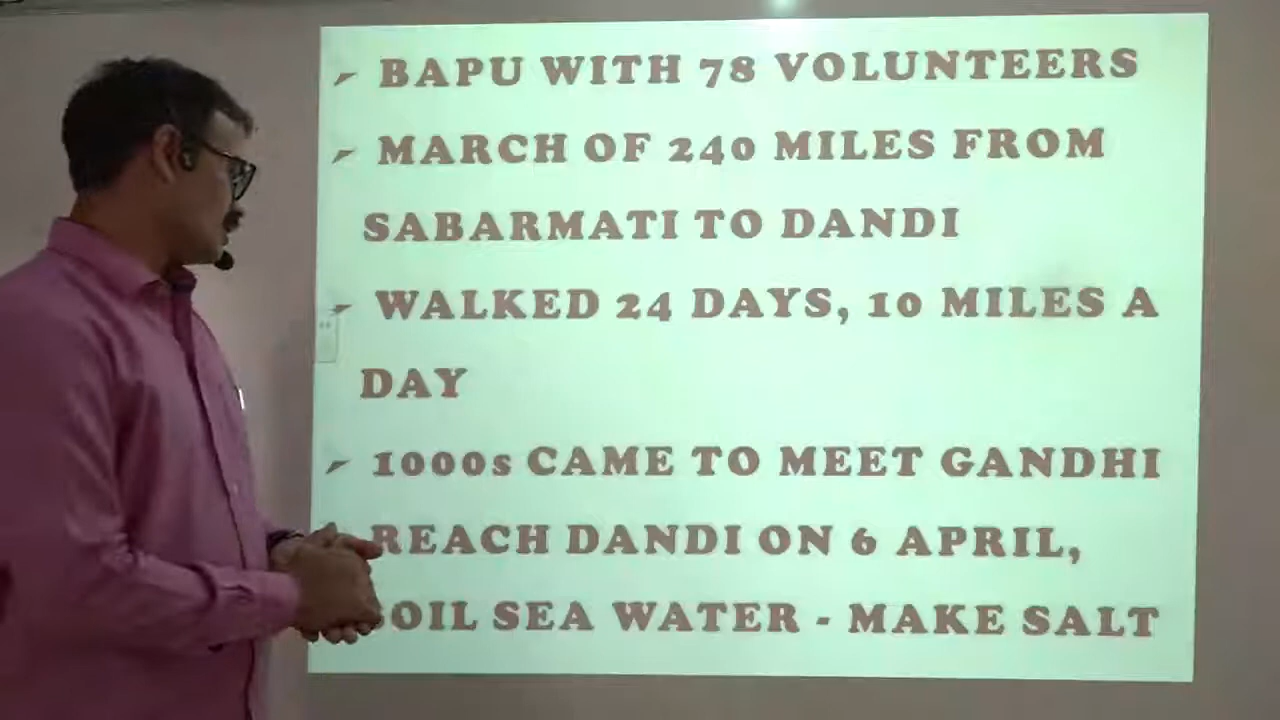 BAPU WITH 78 VOLUNTEERS
MARCH OF 240 MILES FROM
SABARMATI TO DANDI
WALKED 24 DAYS, 10 MILES A
DAY
1000s CAME TO MEET GANDHI
REACH DANDI ON 6 APRIL,
SEA WATER - MAKE SALT